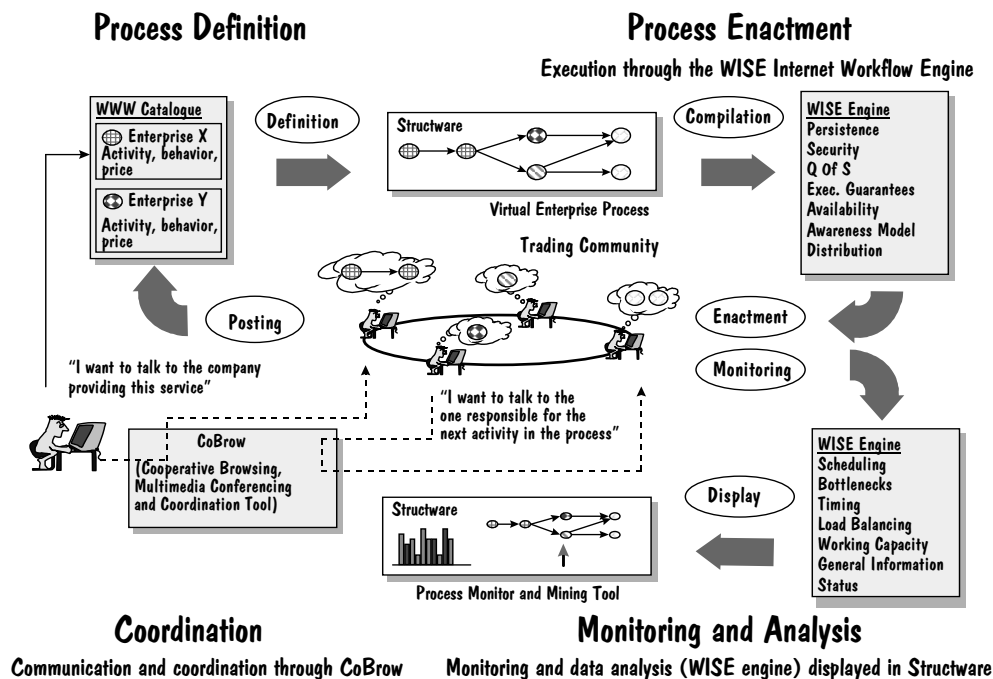 Process Definition
Process Enactment
Execution through the WISE Internet Workflow Engine
WWW Catalogue
Enterprise X
Activity, behavior,
price
Enterprise Y
Activity, behavior,
price
Definition
Structware
Virtual Enterprise Process
Compilation
WISE Engine
Persistence
Security
Q Of S
Exec. Guarantees
Availability
Awareness Model
Distribution
Trading Community
Posting
Enactment
Monitoring
"I want to talk to the company
providing this service"
"I want to talk to the
one responsible for the
next activity in the process"
CoBrow
(Cooperative Browsing,
Multimedia Conferencing
and Coordination Tool)
WISE Engine
Scheduling
Bottlenecks
Timing
Load Balancing
Working Capacity
General Information
Status
Display
Structware
Process Monitor and Mining Tool
Coordination
Communication and coordination through CoBrow
Monitoring and Analysis
Monitoring and data analysis (WISE engine) displayed in Structware